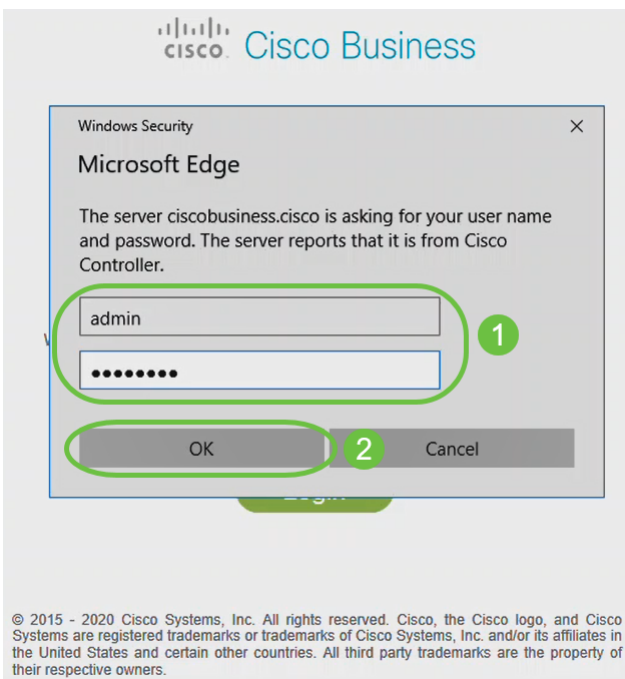 CISCO Cisco Business
Windows Security
Microsoft Edge
The server ciscobusiness.cisco is asking for your user name
and password. The server reports that it is from Cisco
Controller.
admin
1
OK
2
Cancel
© 2015 - 2020 Cisco Systems, Inc. All rights reserved. Cisco, the Cisco logo, and Cisco
Systems are registered trademarks or trademarks of Cisco Systems, Inc. and/or its affiliates in
the United States and certain other countries. All third party trademarks are the property of
their respective owners.